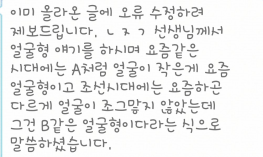 이미 올라온 글에 오류 수정하려
제보드립니다. ㄴㅈㄱ 선생님께서
얼굴형 얘기를 하시며 요즘같은
시대에는 A처럼 얼굴이 작은게 요즘
얼굴형이고 조선시대에는 요즘하곤
다르게 얼굴이 조그맣지 않았는데
그건 B같은 얼굴형이다라는 식으로
말씀하셨습니다.